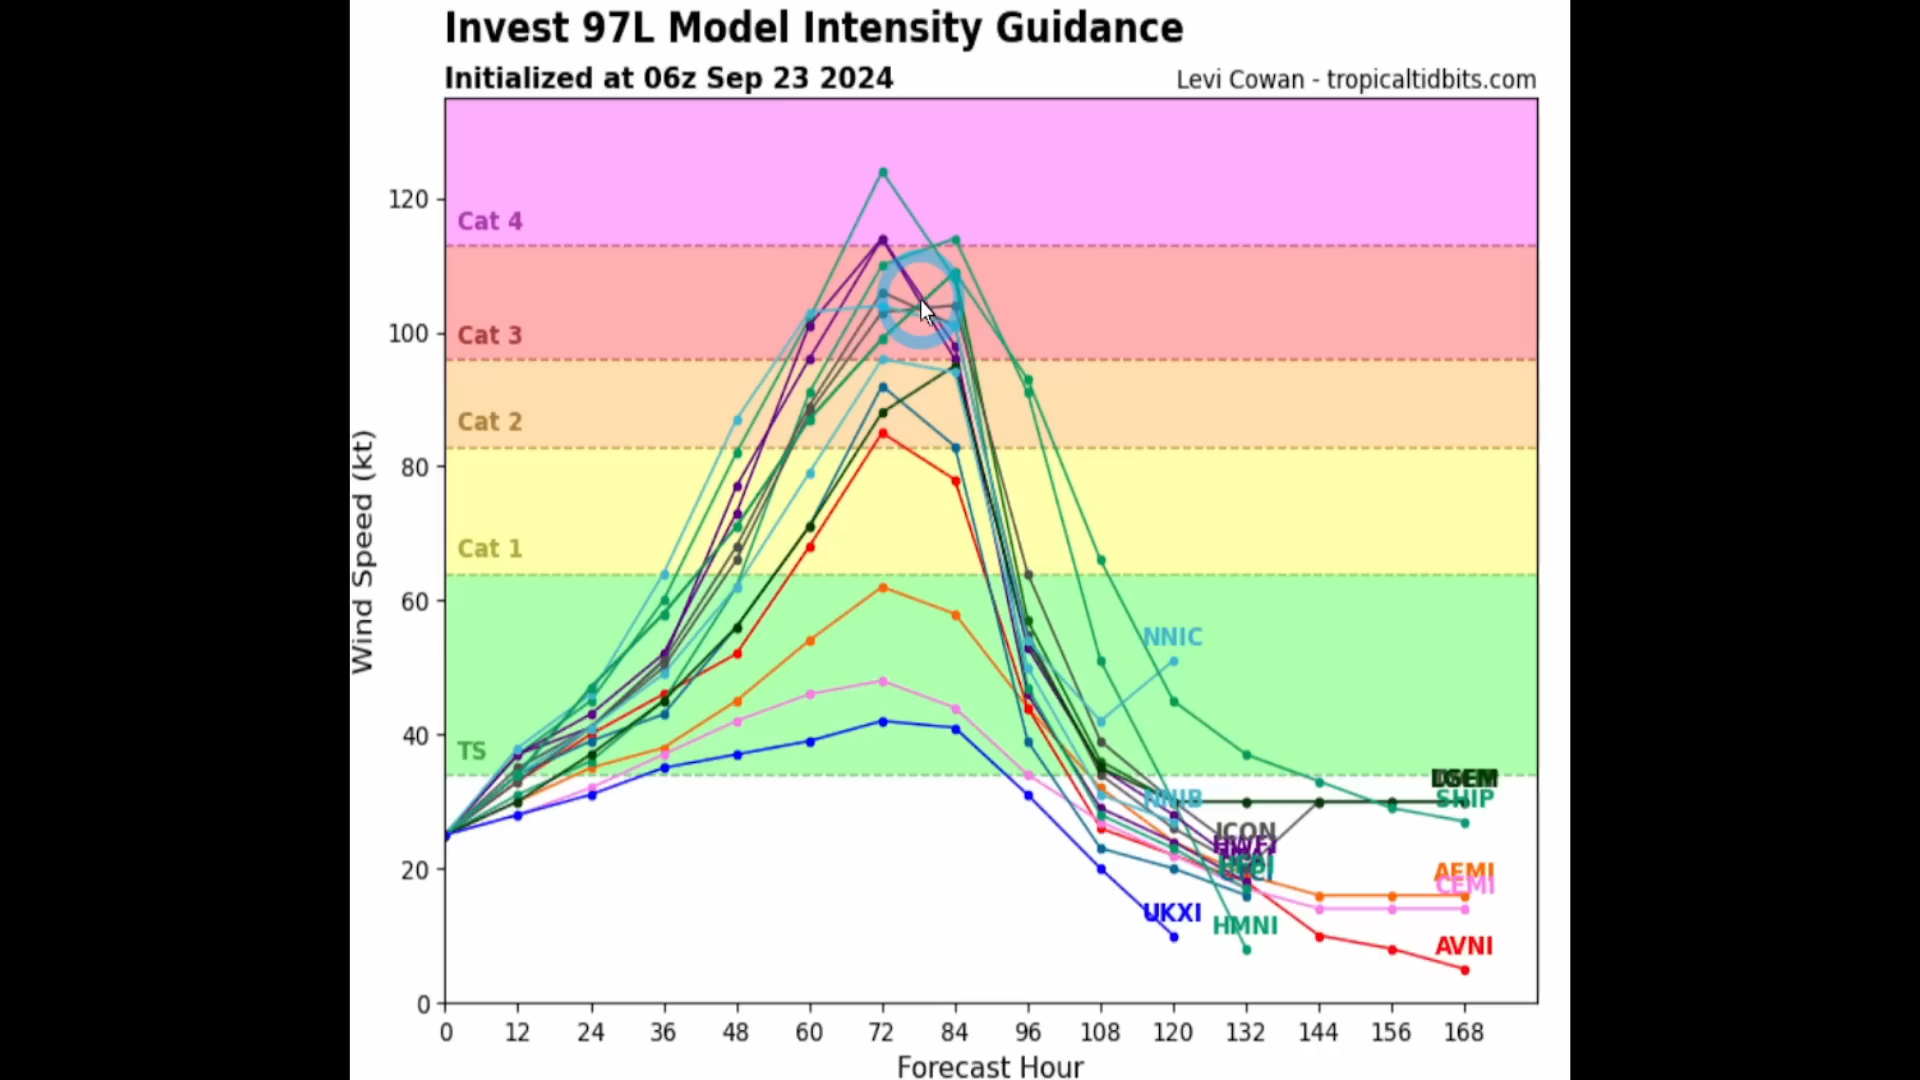 Invest 97L Model Intensity Guidance
Initialized at 06z Sep 23 2024
Levi Cowan - tropicaltidbits.com
Wind Speed (kt)
120
100
80
60
40
20
0
Cat 4
Cat 3
Cat 2
Cat 1
TS
NNIC
NNIB
LGEM
SHIP
ICON
HWFI
AEMI
CEMI
UKXI
HMNI
AVNI
0 12 24 36 48 60 72 84 96 108 120 132 144 156 168
Forecast Hour